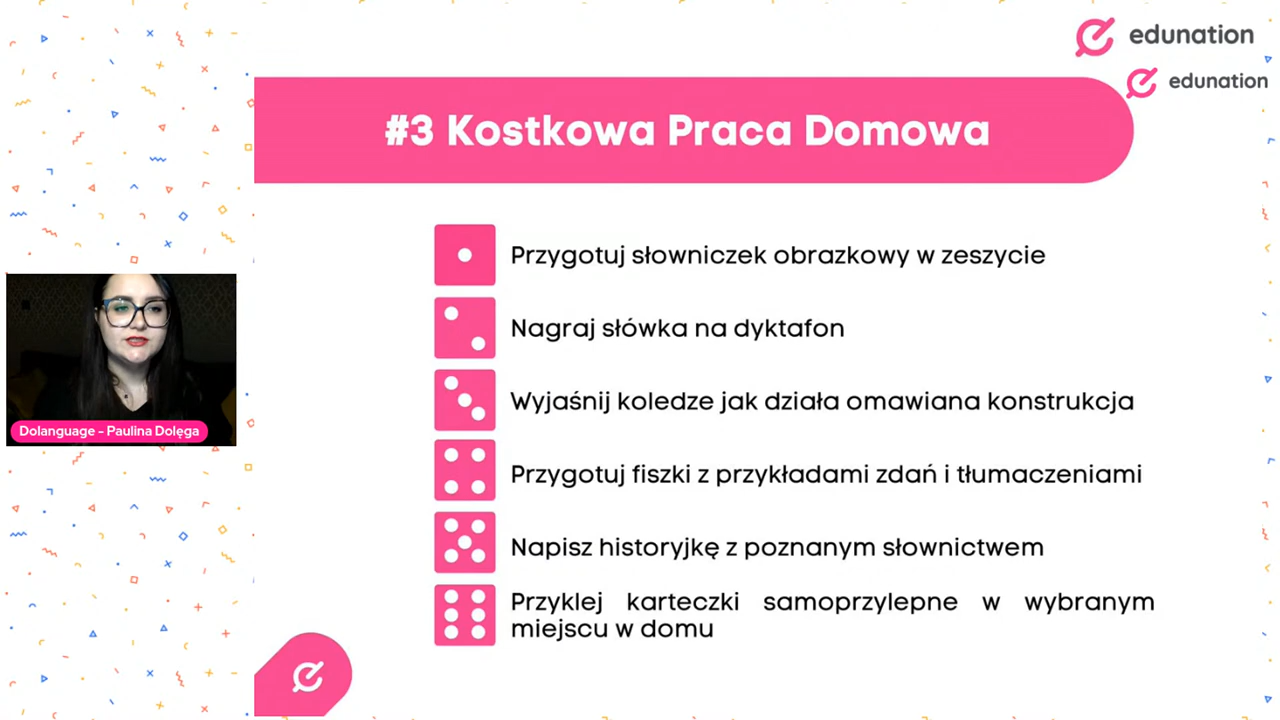 edunation
edunation
#3 Kostkowa Praca Domowa
Przygotuj słowniczek obrazkowy w zeszycie
Nagraj słówka na dyktafon
Wyjaśnij koledze jak działa omawiana konstrukcja
Przygotuj fiszki z przykładami zdań i tłumaczeniami
Napisz historyjkę z poznanym słownictwem
Przyklej karteczki samoprzylepne w wybranym
miejscu w domu
Dolanguage - Paulina Dolęga